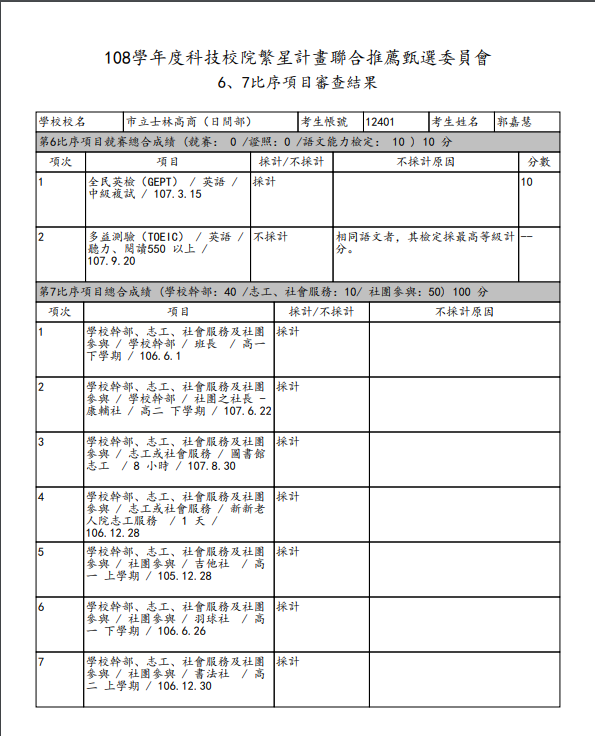 108學年度科技校院繁星計畫聯合推薦甄選委員會
6、7比序項目審查結果
學校校名 市立士林高商（日間部） 考生帳號 12401 考生姓名 郭嘉慧
第6比序項目競賽總合成績 (競賽: 0 /證照：0 /語文能力檢定: 10 ) 10 分
項次 項目 採計/不採計 不採計原因 分數
1 全民英檢（GEPT） / 英語 / 採計 10
中級複試 / 107.3.15
2 多益測驗（TOEIC） / 英語 / 不採計 相同語文者，其檢定採最高等級計 --
聽力、閱讀550 以上 / 分。
107.9.20
第7比序項目總合成績 (學校幹部：40 /志工、社會服務：10/ 社團參與：50) 100 分
項次 項目 採計/不採計 不採計原因
1 學校幹部、志工、社會服務及社團 採計
參與 / 學校幹部 / 班長 / 高一
下學期 / 106.6.1
2 學校幹部、志工、社會服務及社團 採計
參與 / 學校幹部 / 社團之社長 -
康輔社 / 高二 下學期 / 107.6.22
3 學校幹部、志工、社會服務及社團 採計
參與 / 志工或社會服務 / 圖書館
志工 / 8 小時 / 107.8.30
4 學校幹部、志工、社會服務及社團 採計
參與 / 志工或社會服務 / 新新老
人院志工服務 / 1 天 /
106.12.28
5 學校幹部、志工、社會服務及社團 採計
參與 / 社團參與 / 吉他社 / 高
一 上學期 / 105.12.28
6 學校幹部、志工、社會服務及社團 採計
參與 / 社團參與 / 羽球社 / 高
一 下學期 / 106.6.26
7 學校幹部、志工、社會服務及社團 採計
參與 / 社團參與 / 書法社 / 高
二 上學期 / 106.12.30